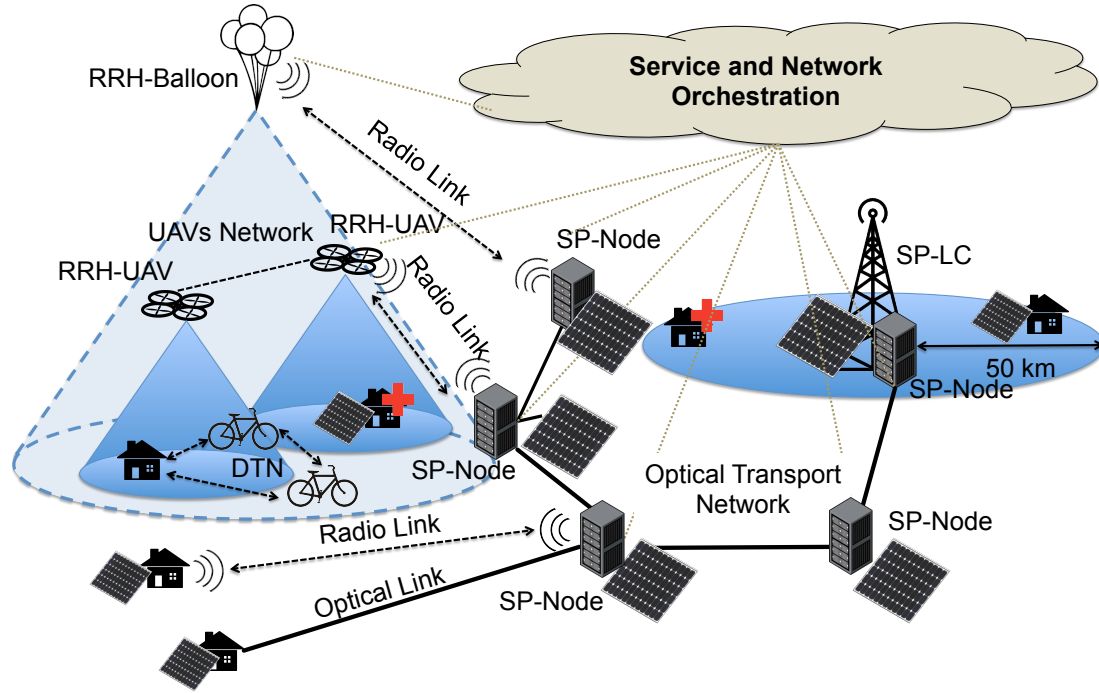 Service and Network
Orchestration
RRH-Balloon
Radio Link
RRH-UAV
UAVs Network
SP-Node
SP-LC
RRH-UAV
Radio Link
50 km
SP-Node
DTN
SP-Node
Optical Transport
Network
SP-Node
Radio Link
SP-Node
Optical Link